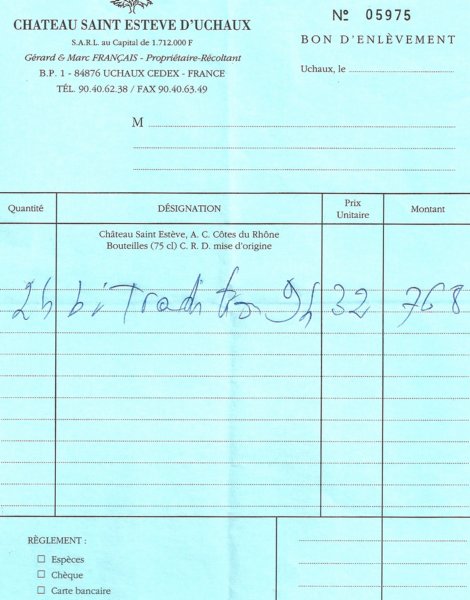 CHATEAU SAINT ESTEVE D'UCHAUX
S.A.R.L. au Capital de 1.712.000 F
Gérard & Marc FRANÇAIS - Propriétaire-Récoltant
B.P. 1 - 84876 UCHAUX CEDEX - FRANCE
TÉL. 90.40.62.38 / FAX 90.40.63.49
Nº 05975
BON D'ENLÈVEMENT
Uchaux, le
M
Quantité DÉSIGNATION Prix Unitaire Montant
Château Saint Estève, A. C. Côtes du Rhône
Bouteilles (75 cl) C. R. D. mise d'origine
24 bt Tradition 94 32 768
RÈGLEMENT :
Espèces
Chèque
Carte bancaire